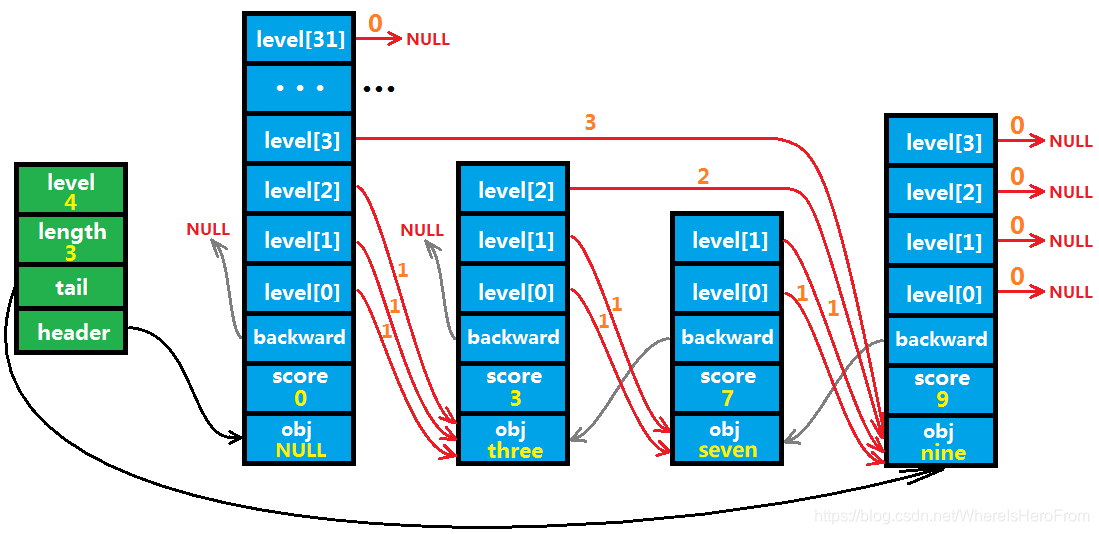 level
4
length
3
tail
header
NULL
level[31]
0
NULL
• • •
•••
level[3]
3
level[2]
level[1]
level[0]
1
1
1
backward
score
0
obj
NULL
NULL
level[2]
2
level[1]
level[0]
1
1
backward
score
3
obj
three
level[1]
level[0]
1
1
backward
score
7
obj
seven
level[3]
0
NULL
level[2]
0
NULL
level[1]
0
NULL
level[0]
0
NULL
backward
score
9
obj
nine
https://blog.csdn.net/WhereIsHeroFrom